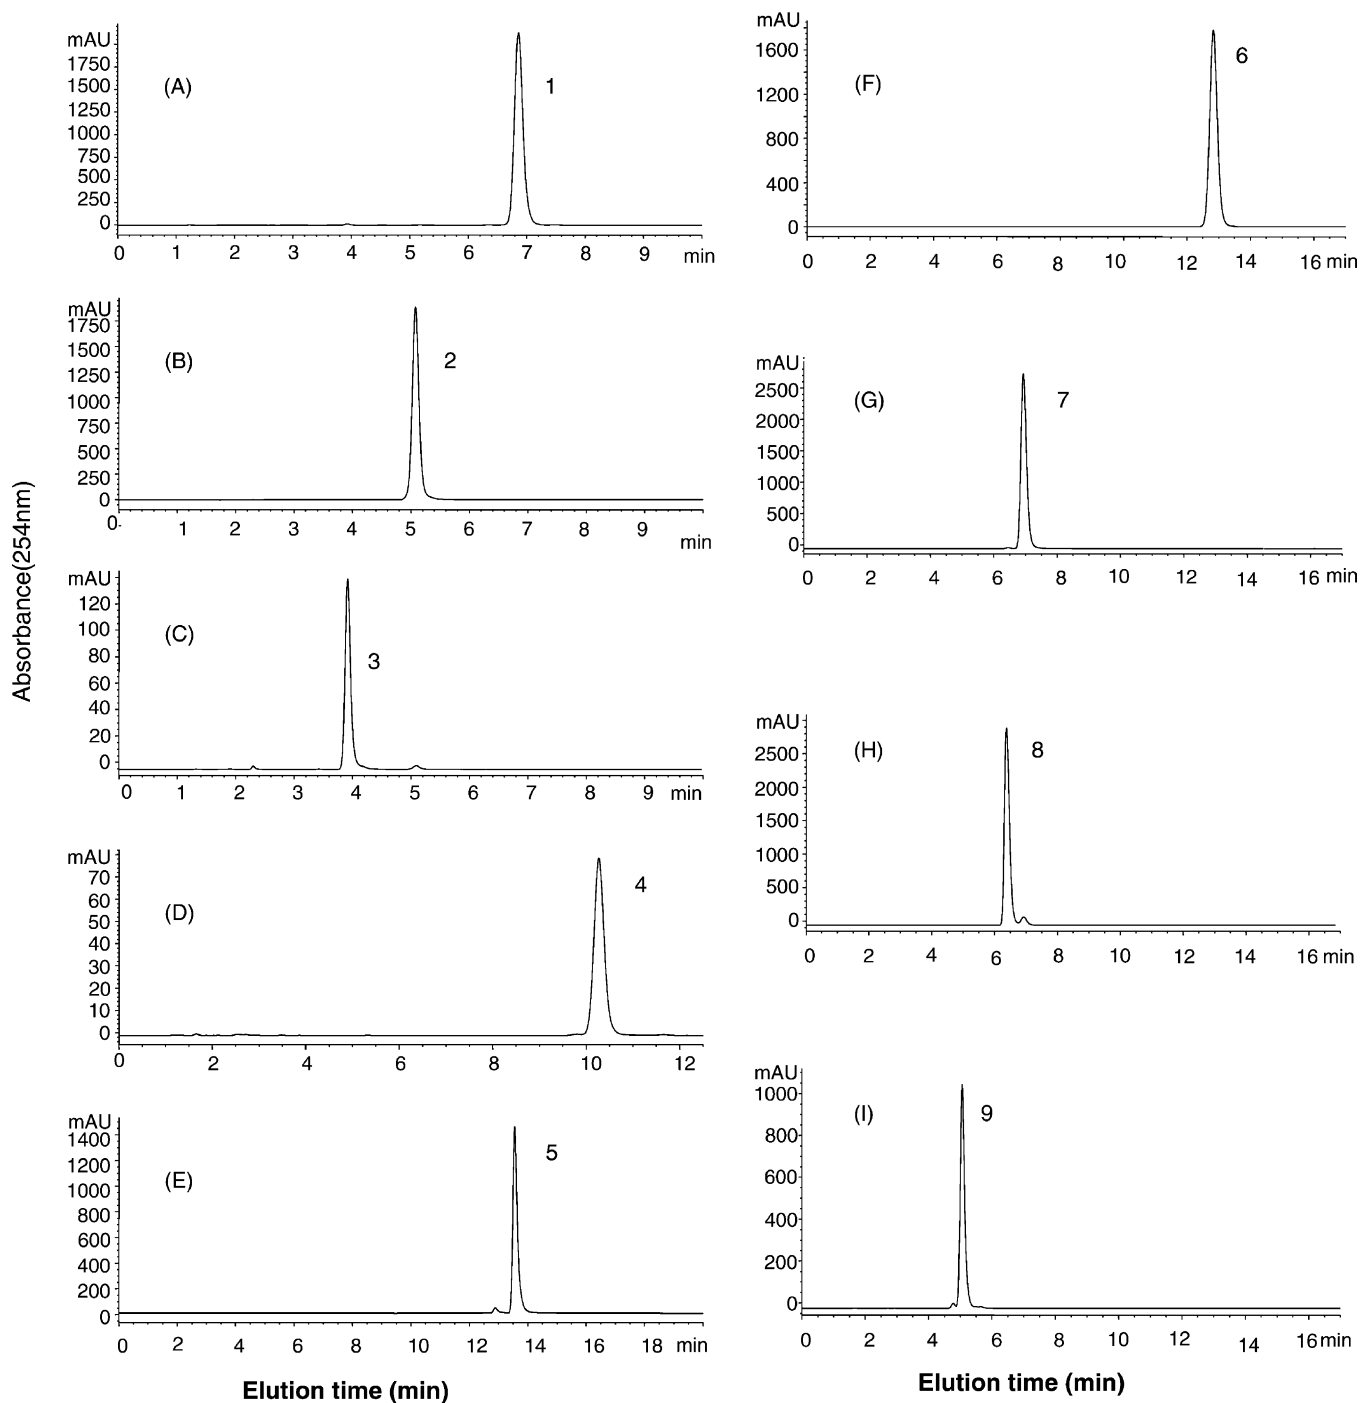 Absorbance(254nm)
mAU
1750
1500
1250
1000
750
500
250
0
(A)
1
0 1 2 3 4 5 6 7 8 9 min
mAU
1750
1500
1250
1000
750
500
250
0
(B)
2
0 1 2 3 4 5 6 7 8 9 min
mAU
120
100
80
60
40
20
0
(C)
3
0 1 2 3 4 5 6 7 8 9 min
mAU
70
60
50
40
30
20
10
0
(D)
4
0 2 4 6 8 10 12
mAU
1400
1200
1000
800
600
400
200
0
(E)
5
0 2 4 6 8 10 12 14 16 18 min
Elution time (min)
mAU
1600
1200
800
400
0
(F)
6
0 2 4 6 8 10 12 14 16 min
mAU
2500
2000
1500
1000
500
0
(G)
7
0 2 4 6 8 10 12 14 16 min
mAU
2500
2000
1500
1000
500
0
(H)
8
0 2 4 6 8 10 12 14 16 min
mAU
1000
800
600
400
200
0
(I)
9
0 2 4 6 8 10 12 14 16 min
Elution time (min)